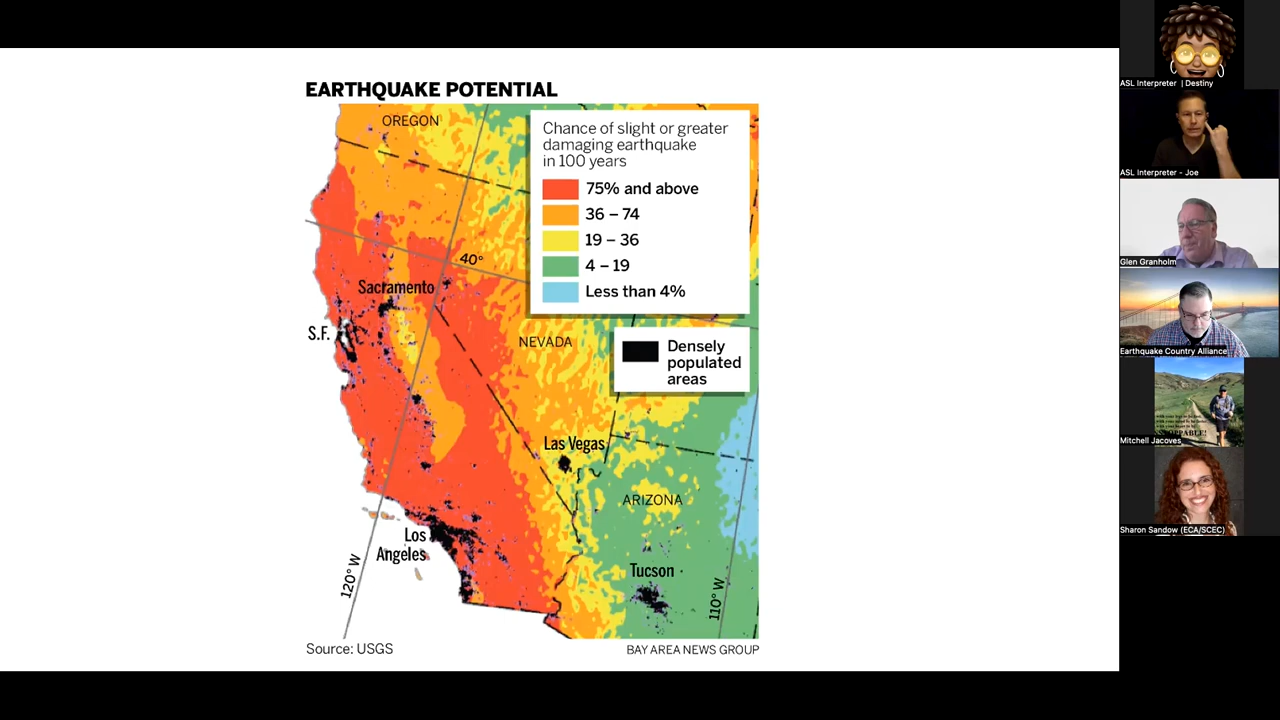 EARTHQUAKE POTENTIAL
OREGON
Chance of slight or greater
damaging earthquake
in 100 years
75% and above
36 – 74
19 – 36
4 – 19
Less than 4%
40°
Sacramento
S.F.
NEVADA
Densely
populated
areas
Las Vegas
ARIZONA
Los
Angeles
Tucson
120° W
110° W
Source: USGS
BAY AREA NEWS GROUP
ASL Interpreter | Destiny
ASL Interpreter - Joe
Glen Granholm
Earthquake Country Alliance
Mitchell Jacoves
Sharon Sandow (ECA/SCEC)